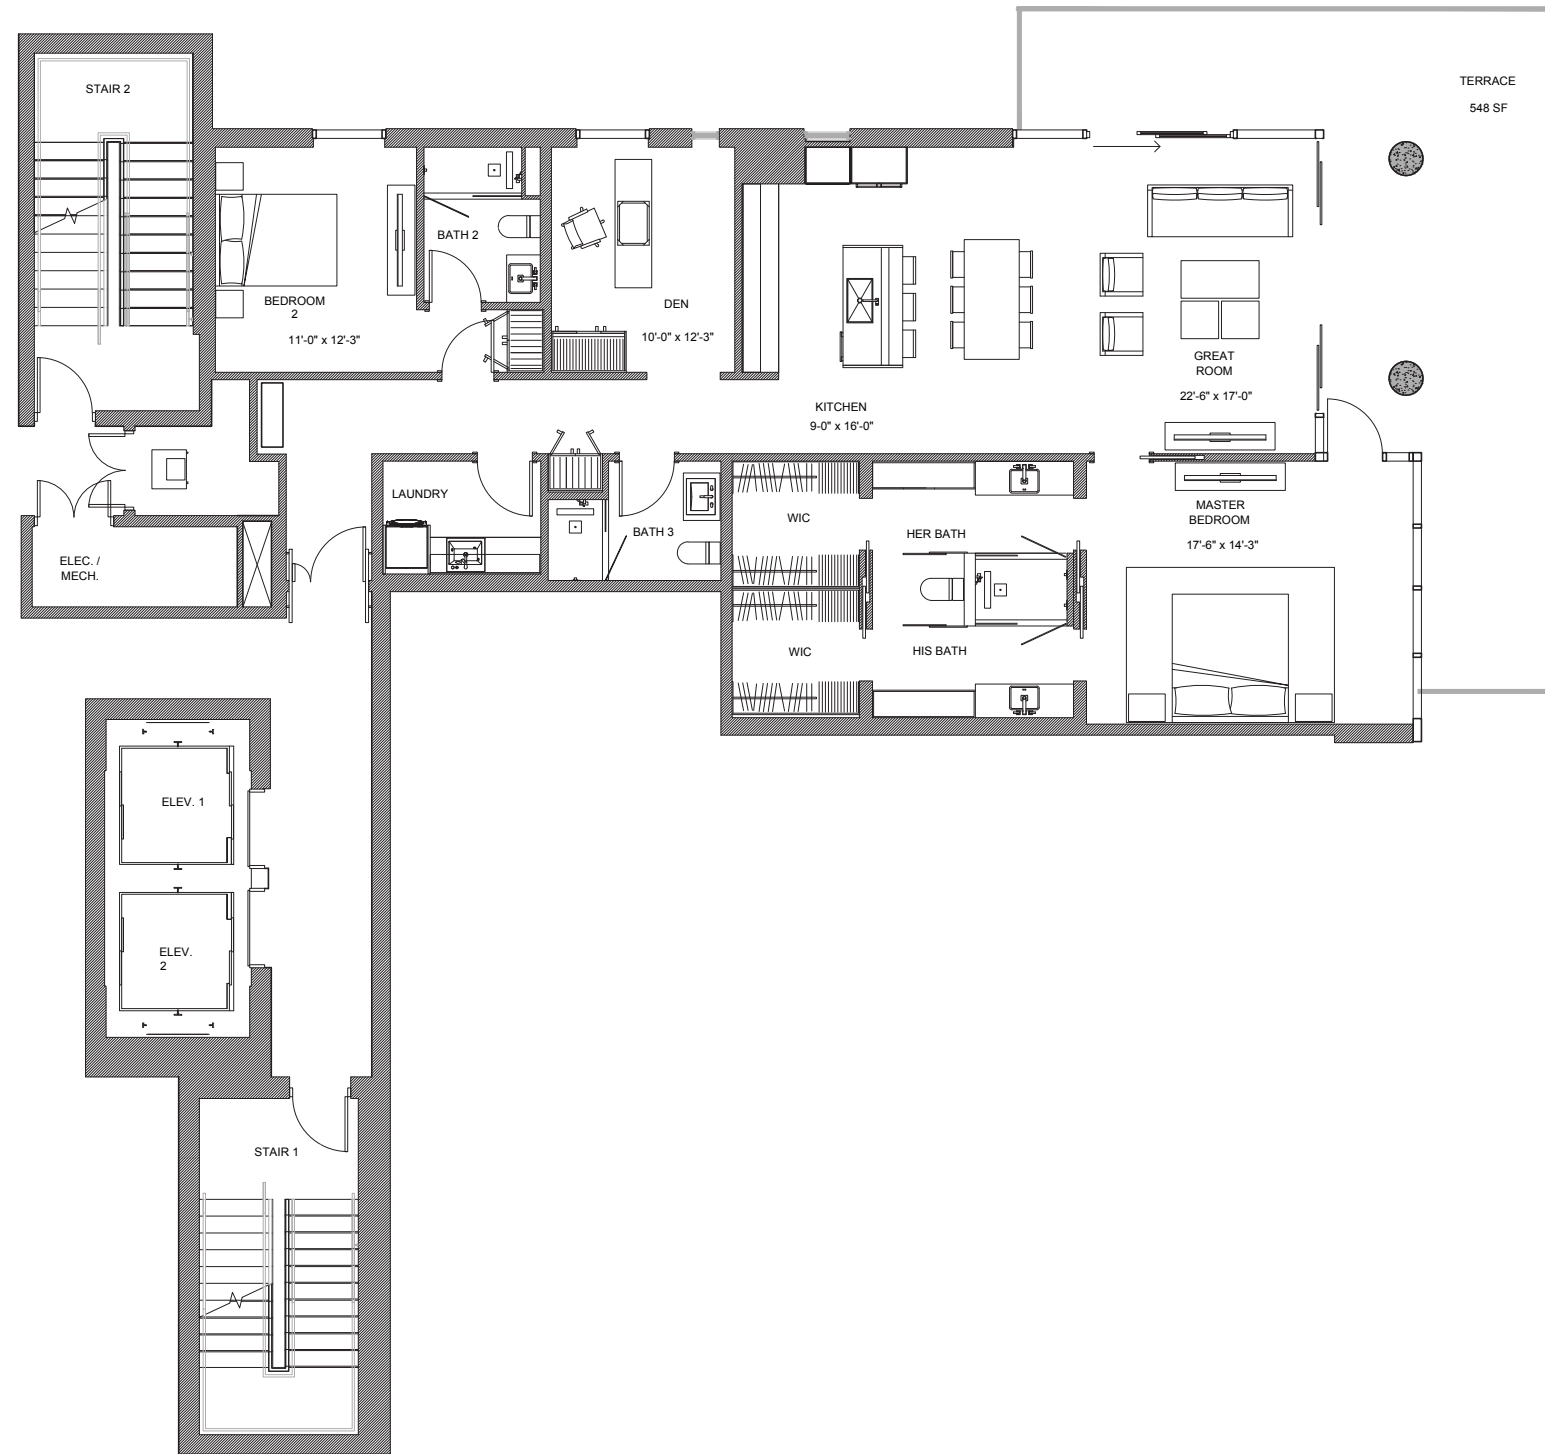 STAIR 2
TERRACE
548 SF
BATH 2
BEDROOM
2
11'-0" x 12'-3"
DEN
10'-0" x 12'-3"
GREAT
ROOM
22'-6" x 17'-0"
KITCHEN
9-0" x 16'-0"
LAUNDRY
WIC
BATH 3
HER BATH
MASTER
BEDROOM
17'-6" x 14'-3"
ELEC. /
MECH.
WIC
HIS BATH
ELEV. 1
ELEV.
2
STAIR 1